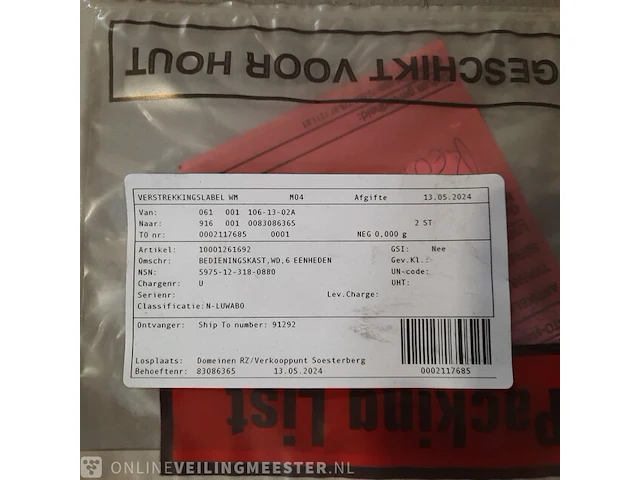 GESCHIKT VOOR HOUT
VERSTREKKINGSLABEL WM M04 Afgifte 13.05.2024
Van: 061 001 106-13-02A
Naar: 916 001 0083086365 2 ST
TO nr: 0002117685 0001 NEG 0,000 g
Artikel: 10001261692 GSI: Nee
Omschr: BEDIENINGSKAST,WD,6 EENHEDEN Gev.Kl.:
NSN: 5975-12-318-0880 UN-code:
Chargenr: U UHT:
Serienr: Lev.Charge:
Classificatie:N-LUWABO
Ontvanger: Ship To number: 91292
Losplaats: Domeinen RZ/Verkooppunt Soesterberg
Behoeftenr: 83086365 13.05.2024 0002117685
Packing List
ONLINEVEILINGMEESTER.NL